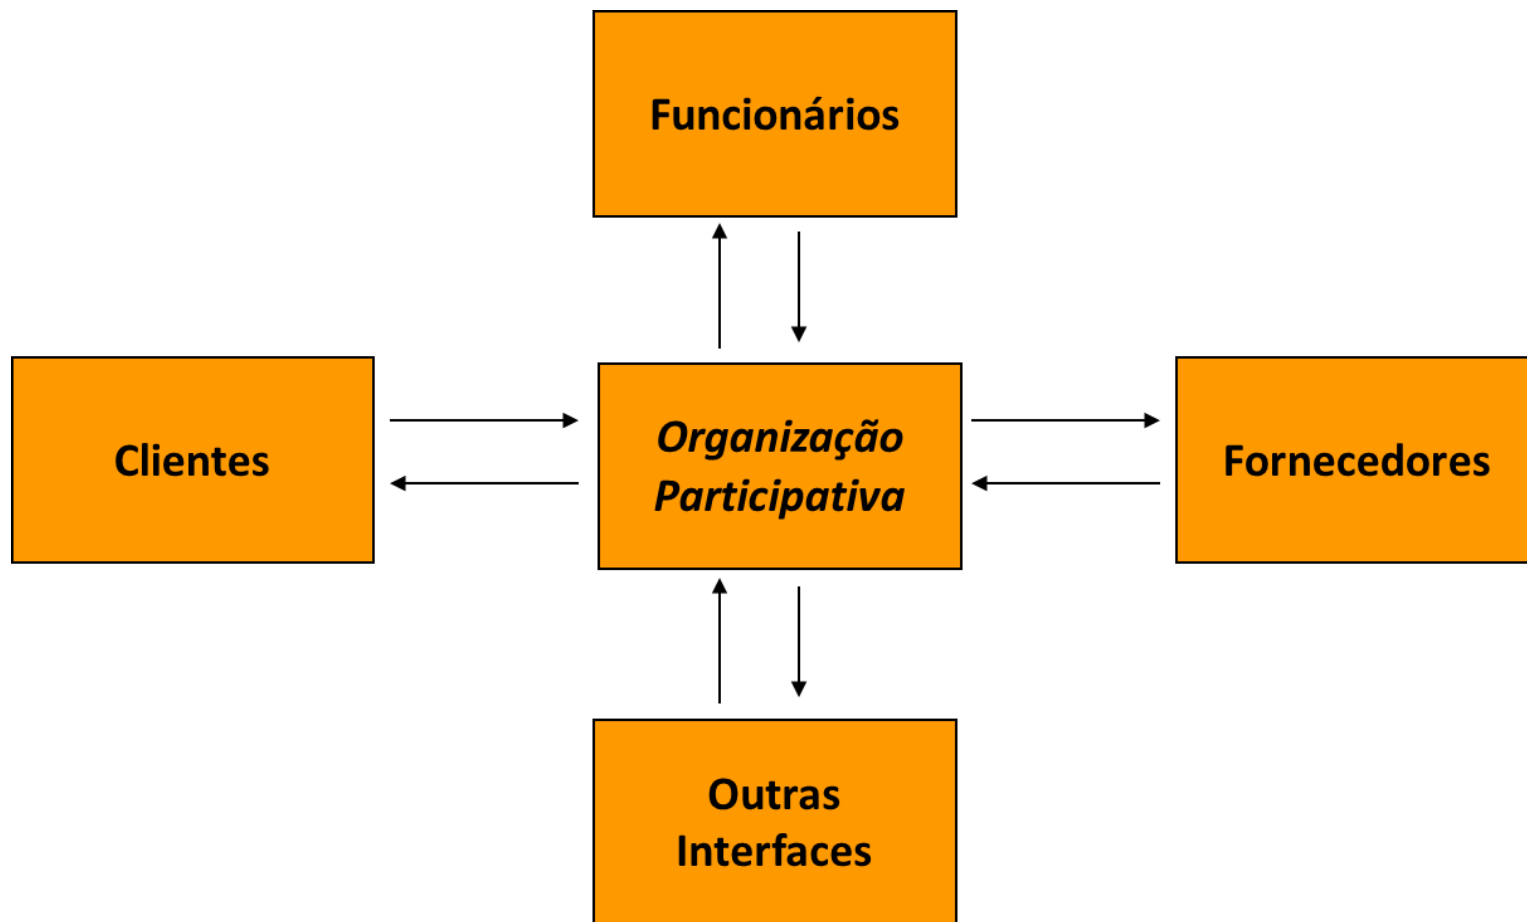 Funcionários
Clientes
Organização
Participativa
Fornecedores
Outras
Interfaces